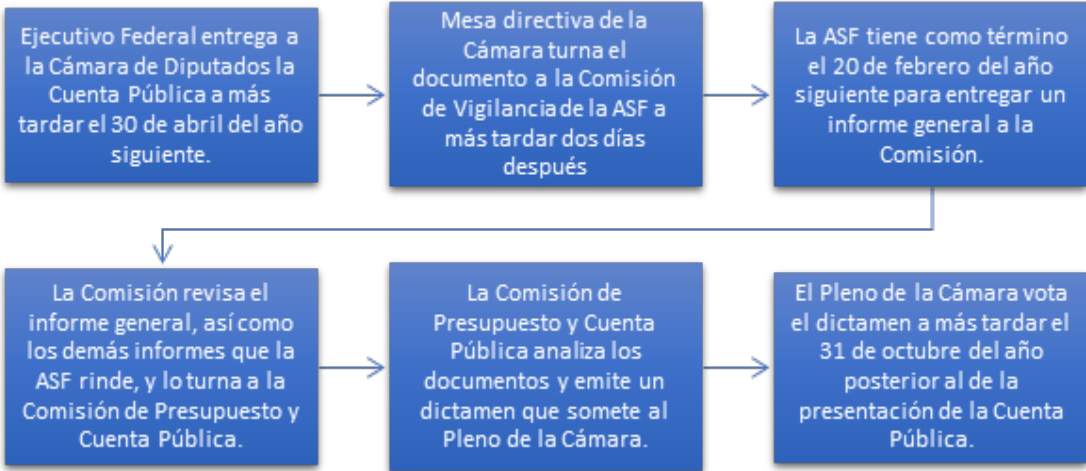 Ejecutivo Federal entrega a
la Cámara de Diputados la
Cuenta Pública a más
tardar el 30 de abril del año
siguiente.
Mesa directiva de la
Cámara turna el
documento a la Comisión
de Vigilancia de la ASF a
más tardar dos días
después
La ASF tiene como término
el 20 de febrero del año
siguiente para entregar un
informe general a la
Comisión.
La Comisión revisa el
informe general, así como
los demás informes que la
ASF rinde, y lo turna a la
Comisión de Presupuesto y
Cuenta Pública.
La Comisión de
Presupuesto y Cuenta
Pública analiza los
documentos y emite un
dictamen que somete al
Pleno de la Cámara.
El Pleno de la Cámara vota
el dictamen a más tardar el
31 de octubre del año
posterior al de la
presentación de la Cuenta
Pública.